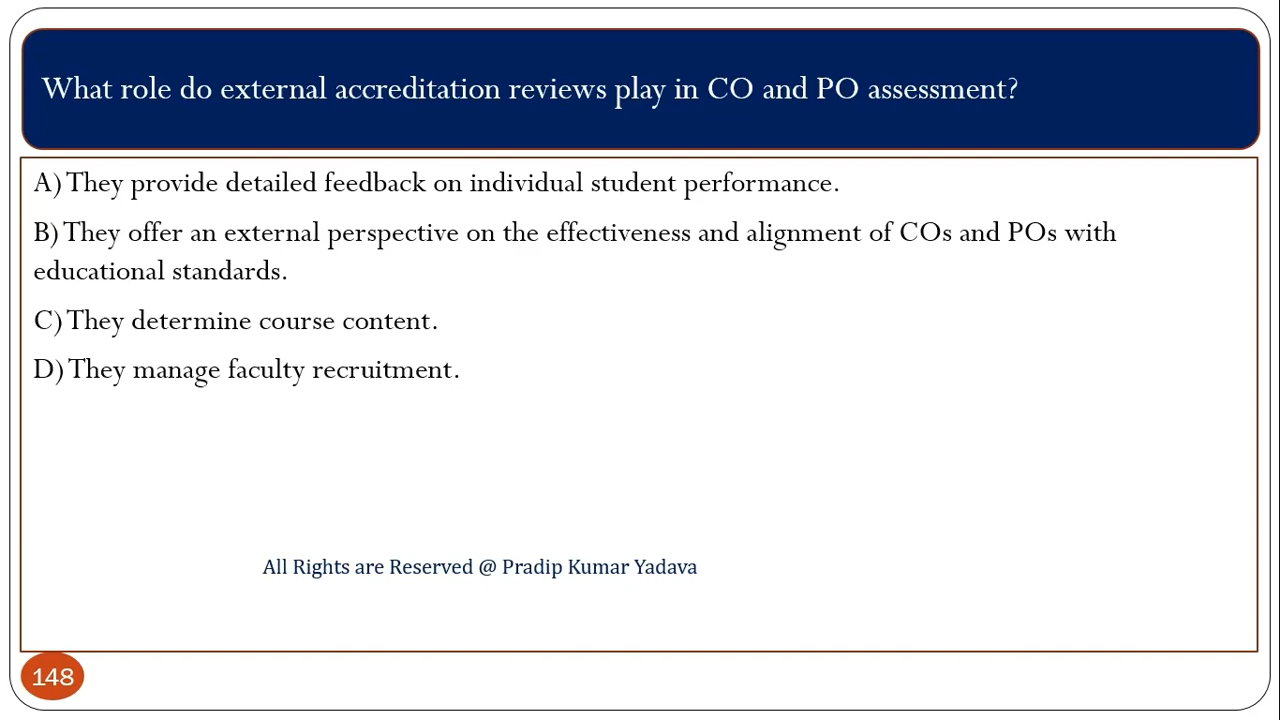 What role do external accreditation reviews play in CO and PO assessment?
A) They provide detailed feedback on individual student performance.
B) They offer an external perspective on the effectiveness and alignment of COs and POs with
educational standards.
C) They determine course content.
D) They manage faculty recruitment.
All Rights are Reserved @ Pradip Kumar Yadava
148